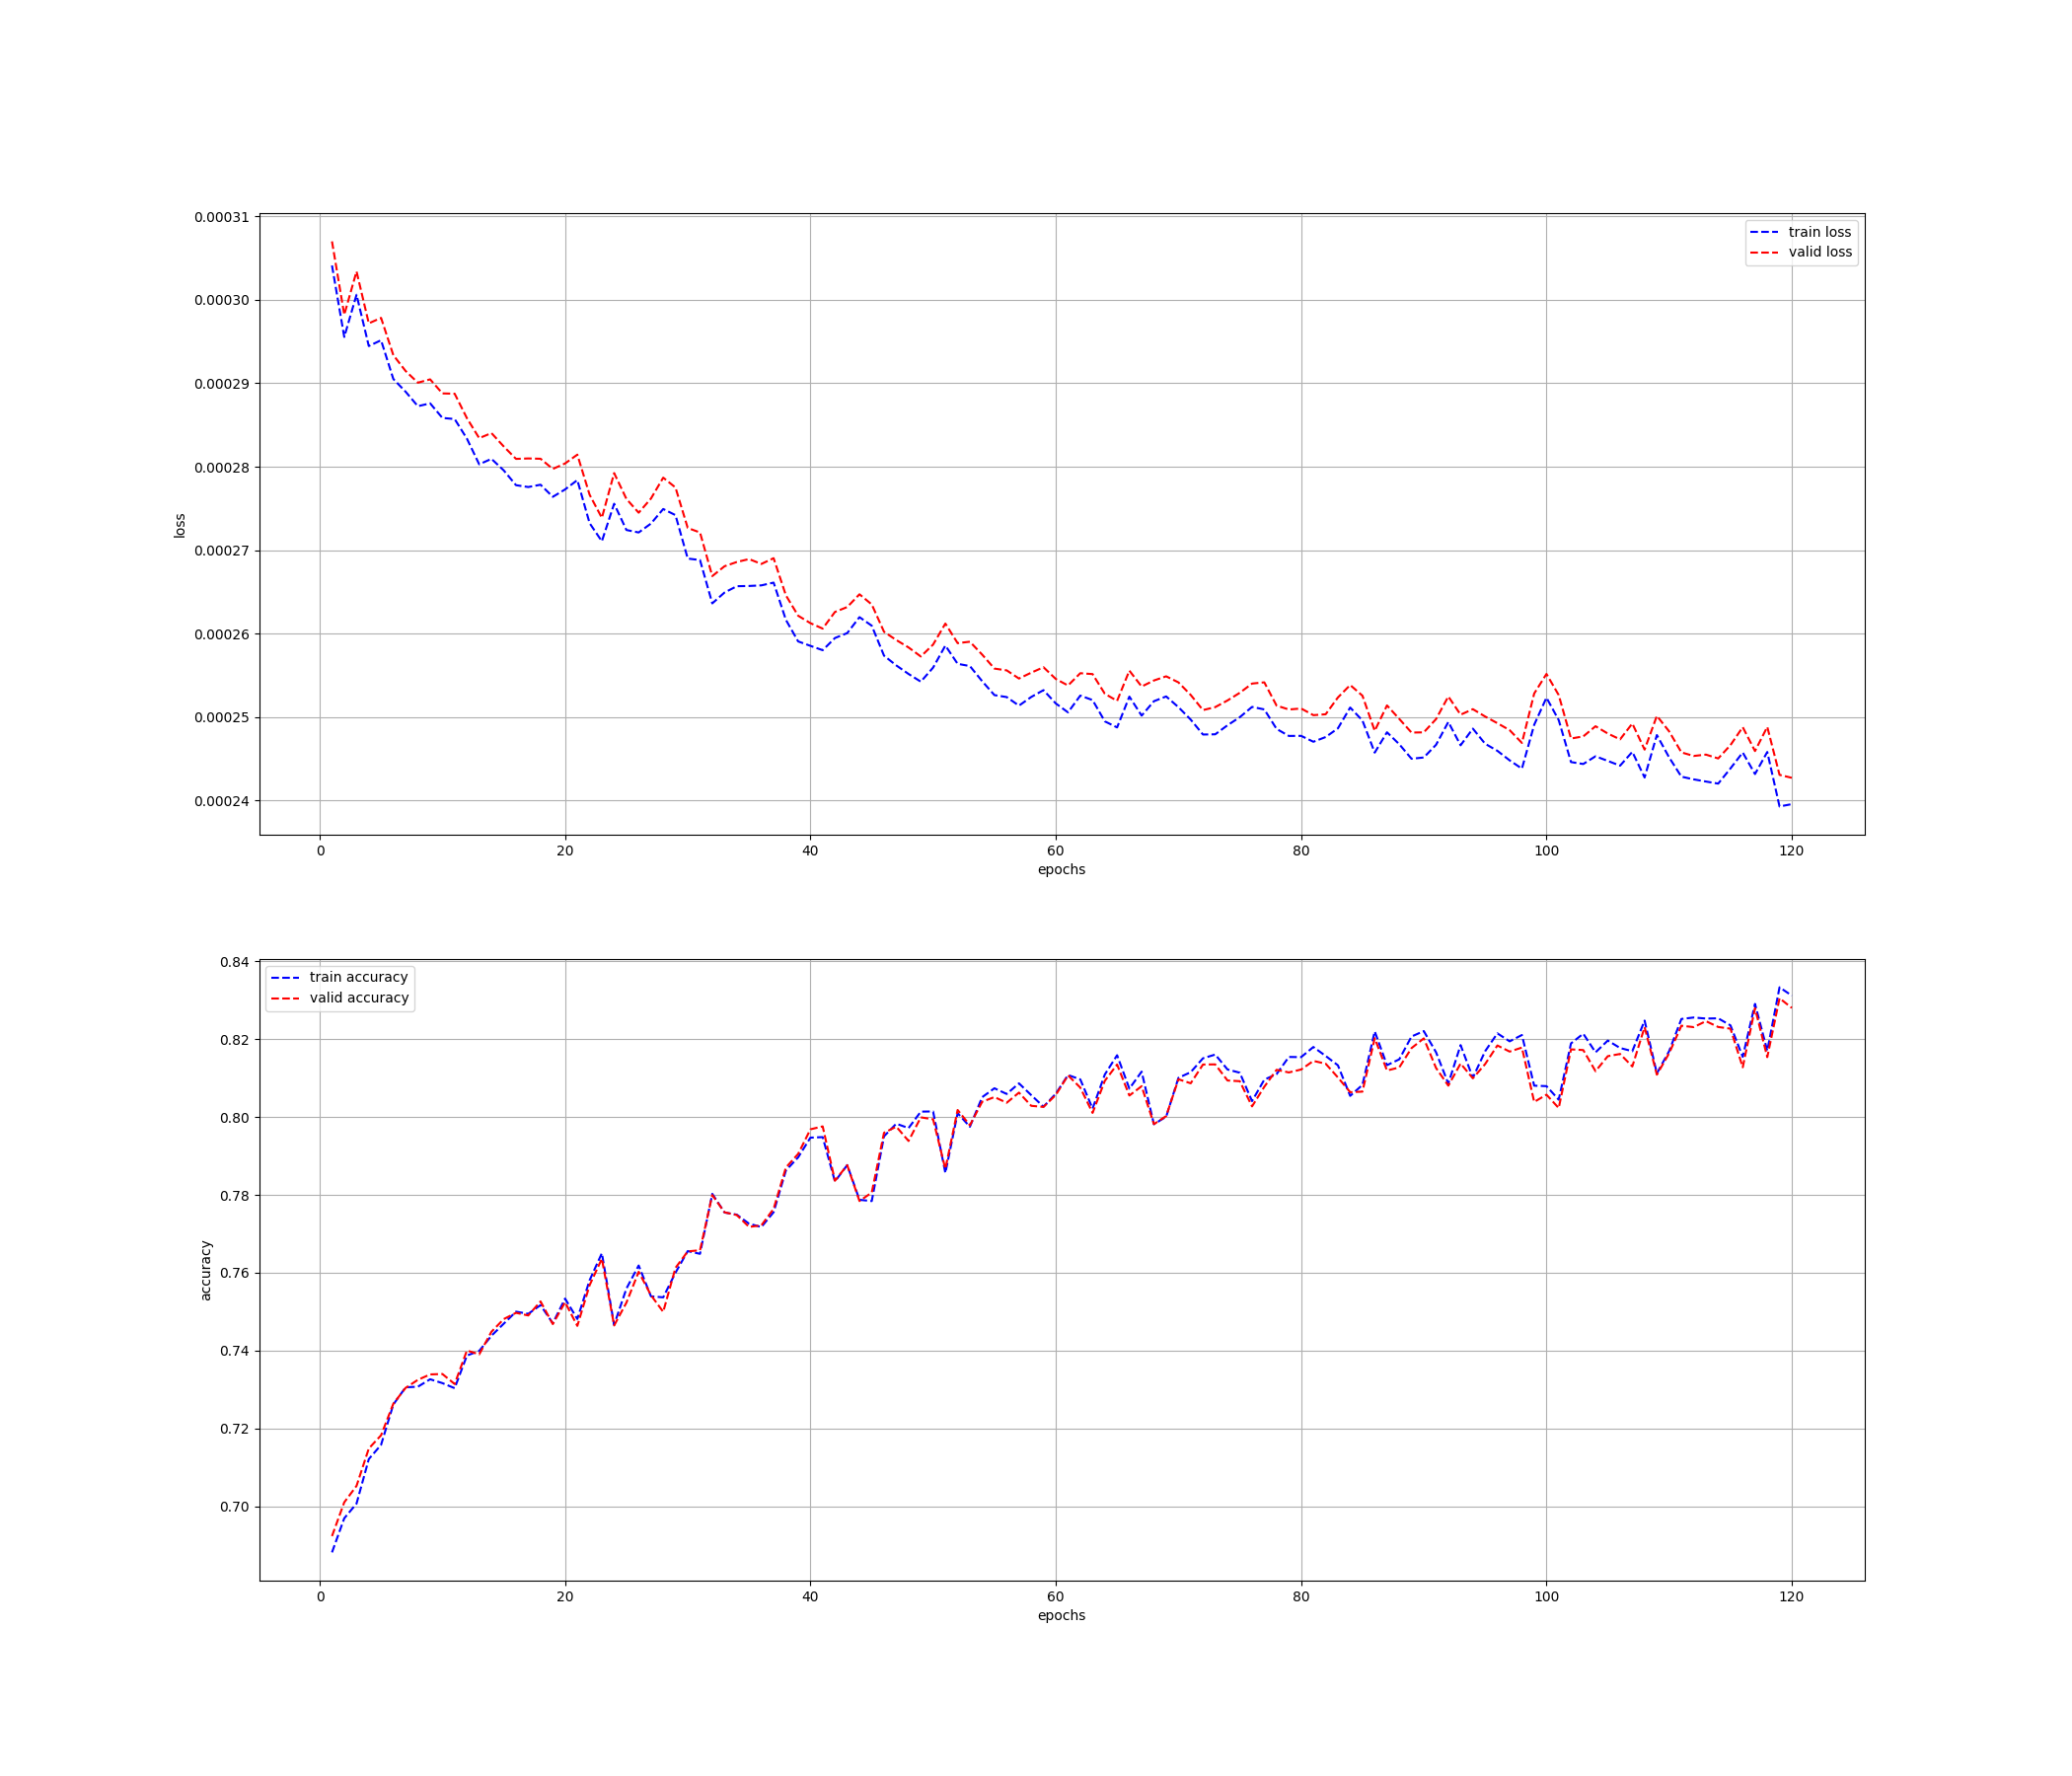 0.00031
0.00030
0.00029
0.00028
0.00027
0.00026
0.00025
0.00024
loss
train loss
valid loss
0 20 40 60 80 100 120
epochs
0.84
0.82
0.80
0.78
0.76
0.74
0.72
0.70
accuracy
train accuracy
valid accuracy
0 20 40 60 80 100 120
epochs